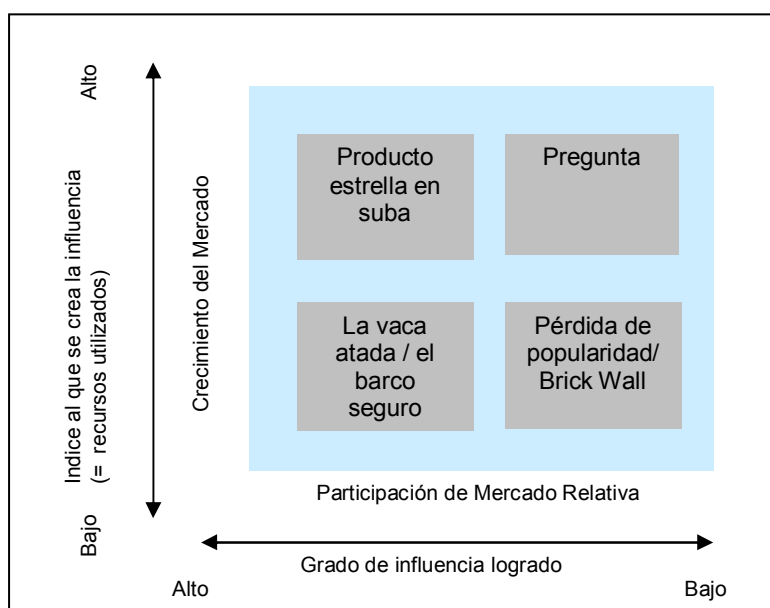 Alto
Indice al que se crea la influencia
(= recursos utilizados)
Bajo
Crecimiento del Mercado
Producto
estrella en
suba
Pregunta
La vaca
atada / el
barco
seguro
Pérdida de
popularidad/
Brick Wall
Participación de Mercado Relativa
Grado de influencia logrado
Alto
Bajo